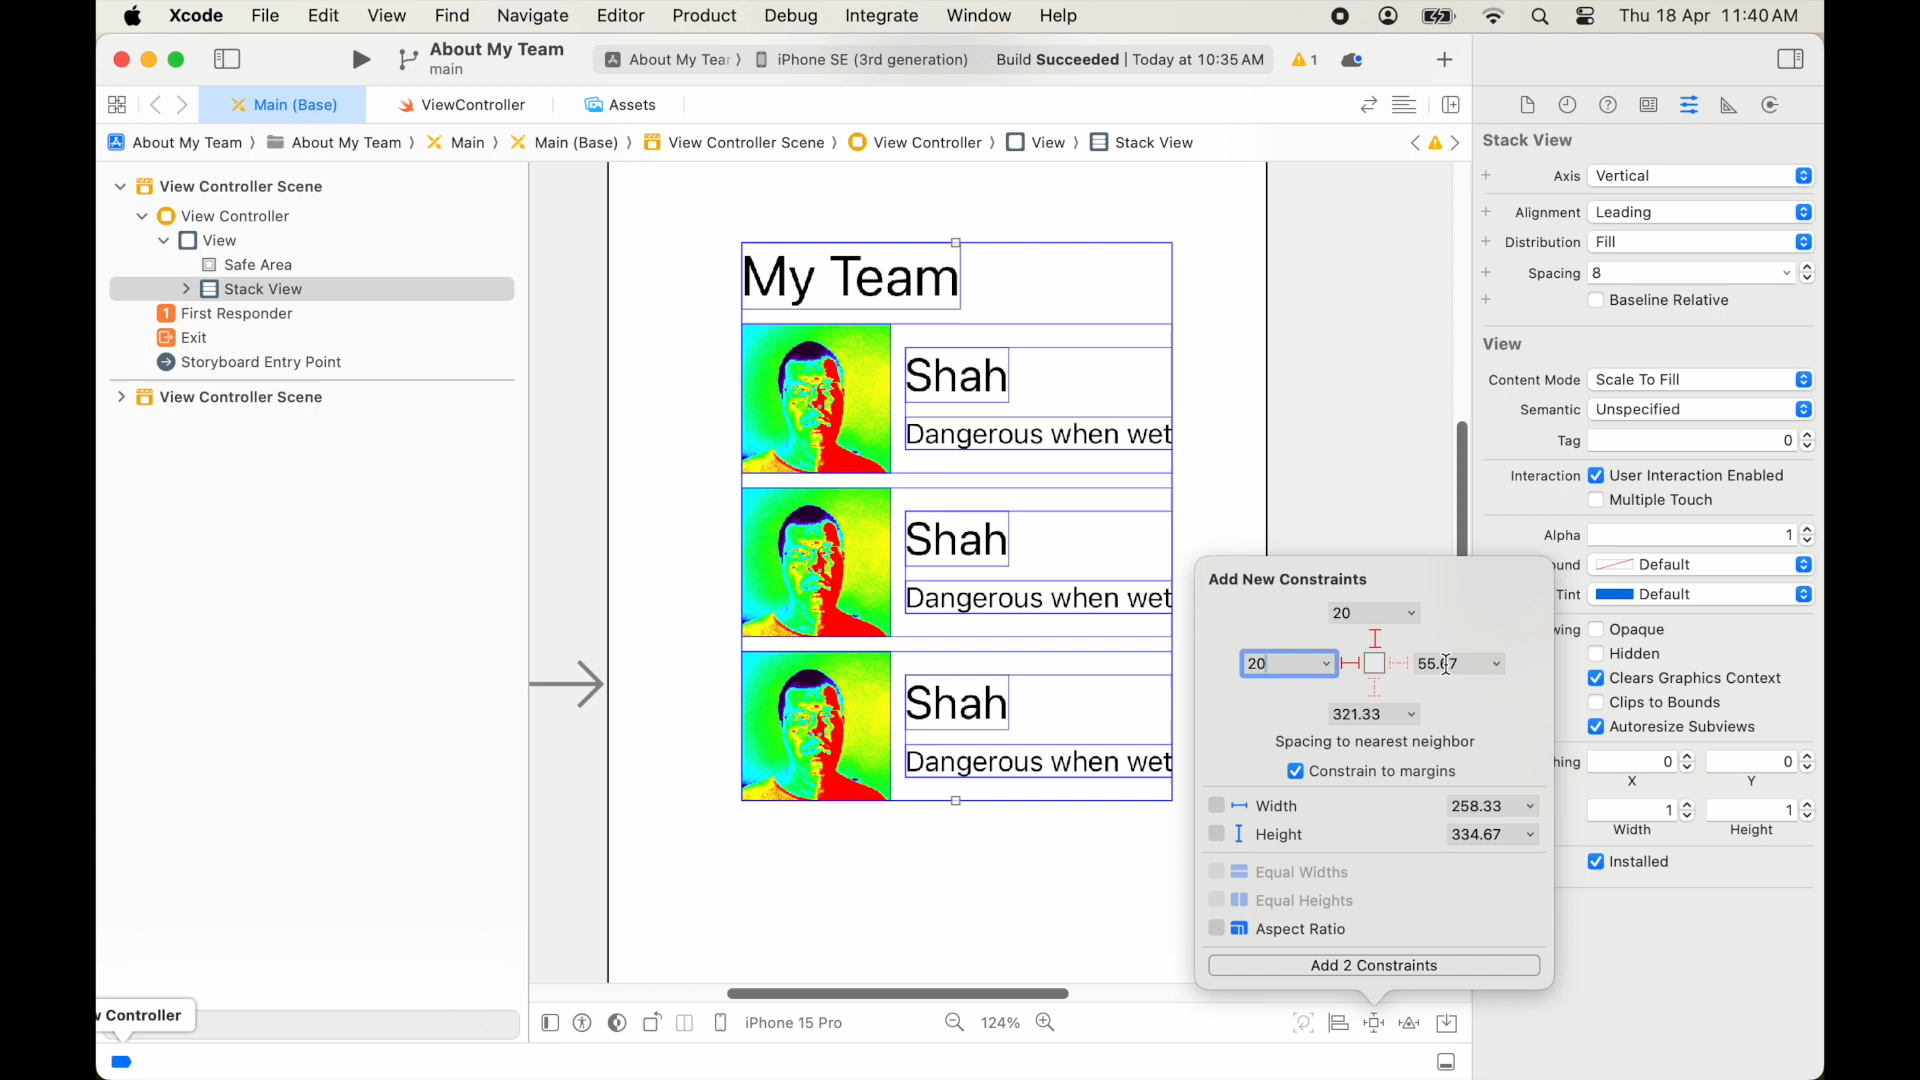 Xcode File Edit View Find Navigate Editor Product Debug Integrate Window Help Thu 18 Apr 11:40 AM
About My Team
main
About My Tear iPhone SE (3rd generation) Build Succeeded | Today at 10:35 AM 1
Main (Base) ViewController Assets
About My Team About My Team Main Main (Base) View Controller Scene View Controller View Stack View
View Controller Scene
View Controller
View
Safe Area
Stack View
First Responder
Exit
Storyboard Entry Point
View Controller Scene
w Controller
My Team
Shah
Dangerous when wet
Shah
Dangerous when wet
Shah
Dangerous when wet
iPhone 15 Pro 124%
Add New Constraints
20
20 55.67
321.33
Spacing to nearest neighbor
Constrain to margins
Width 258.33
Height 334.67
Equal Widths
Equal Heights
Aspect Ratio
Add 2 Constraints
Stack View
Axis Vertical
Alignment Leading
Distribution Fill
Spacing 8
Baseline Relative
View
Content Mode Scale To Fill
Semantic Unspecified
Tag 0
Interaction User Interaction Enabled
Multiple Touch
Alpha 1
und Default
Tint Default
wing Opaque
Hidden
Clears Graphics Context
Clips to Bounds
Autoresize Subviews
hing 0 0
X Y
1 1
Width Height
Installed